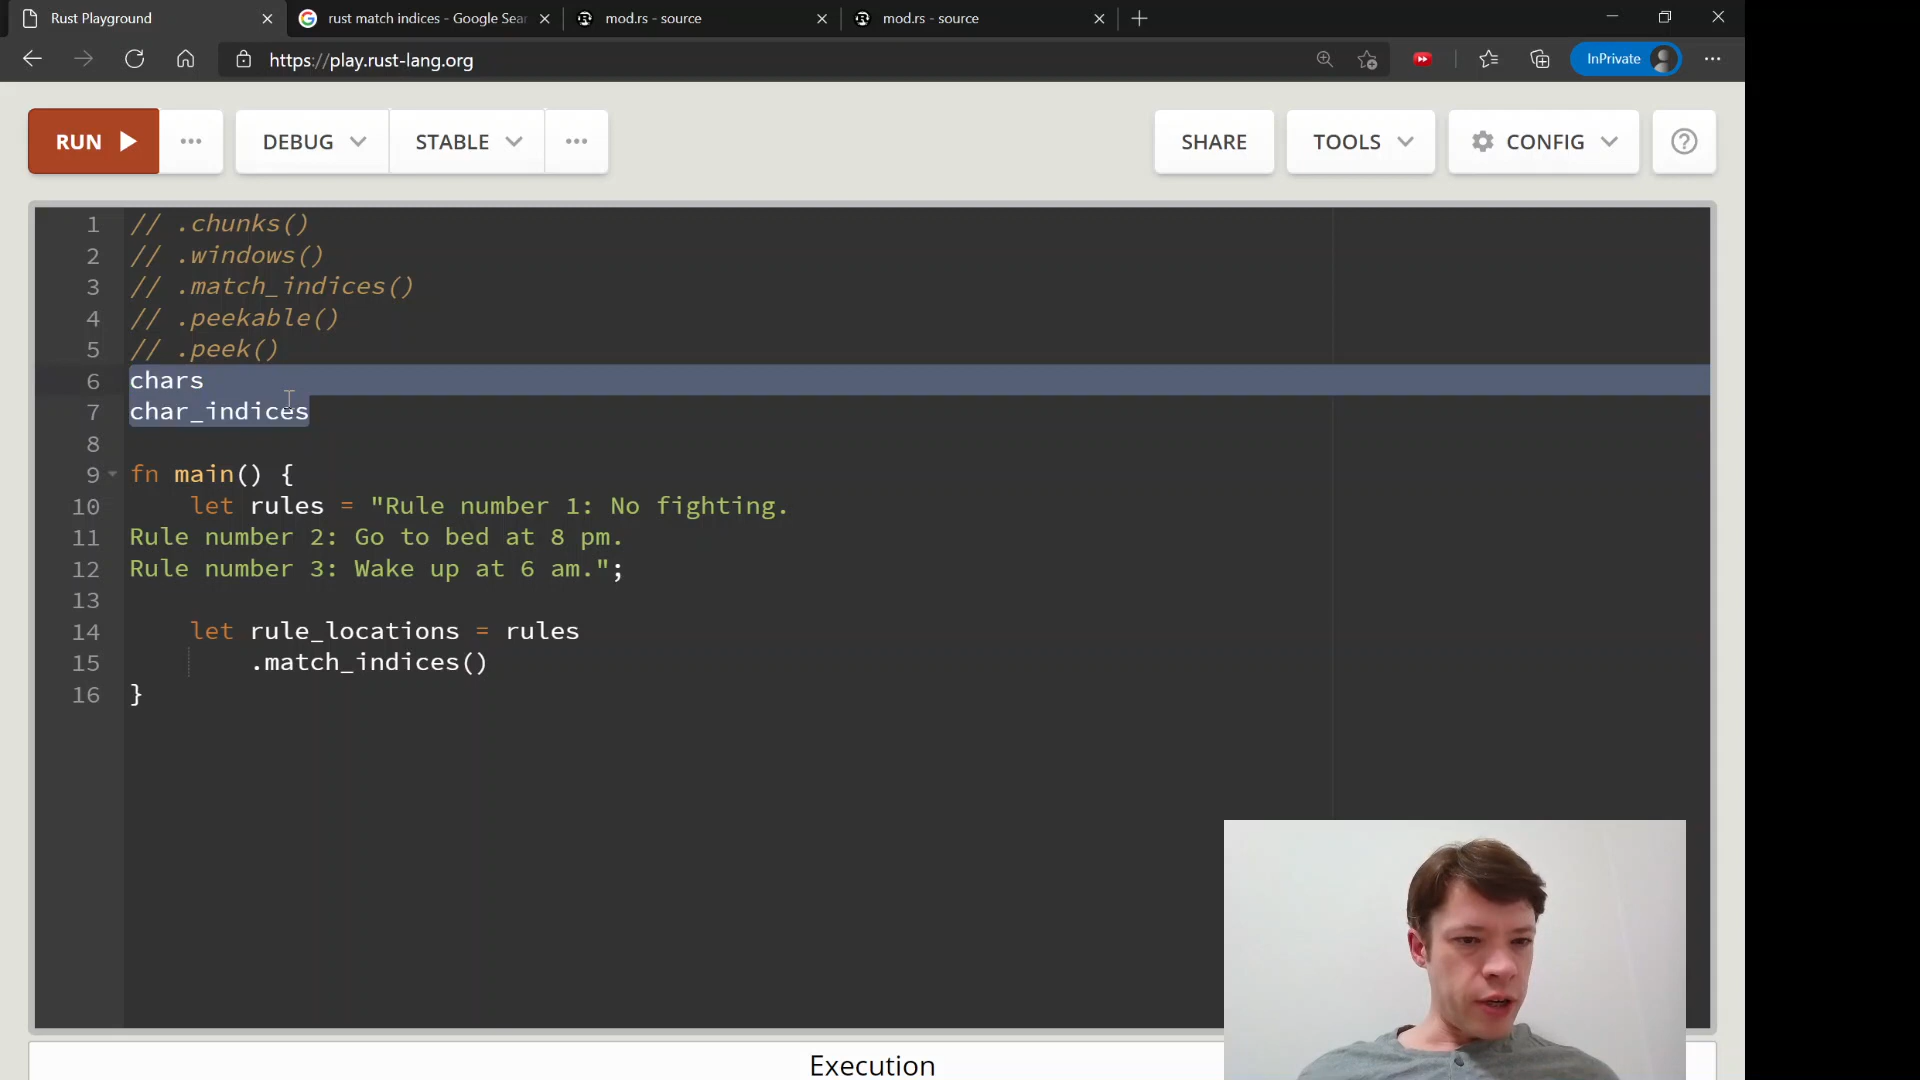 Rust Playground
rust match indices - Google Sear
mod.rs - source
mod.rs - source
https://play.rust-lang.org
InPrivate
RUN
DEBUG
STABLE
SHARE
TOOLS
CONFIG
1 // .chunks()
2 // .windows()
3 // .match_indices()
4 // .peekable()
5 // .peek()
6 chars
7 char_indices
8
9 fn main() {
10 let rules = "Rule number 1: No fighting.
11 Rule number 2: Go to bed at 8 pm.
12 Rule number 3: Wake up at 6 am.";
13
14 let rule_locations = rules
15 .match_indices()
16 }
Execution